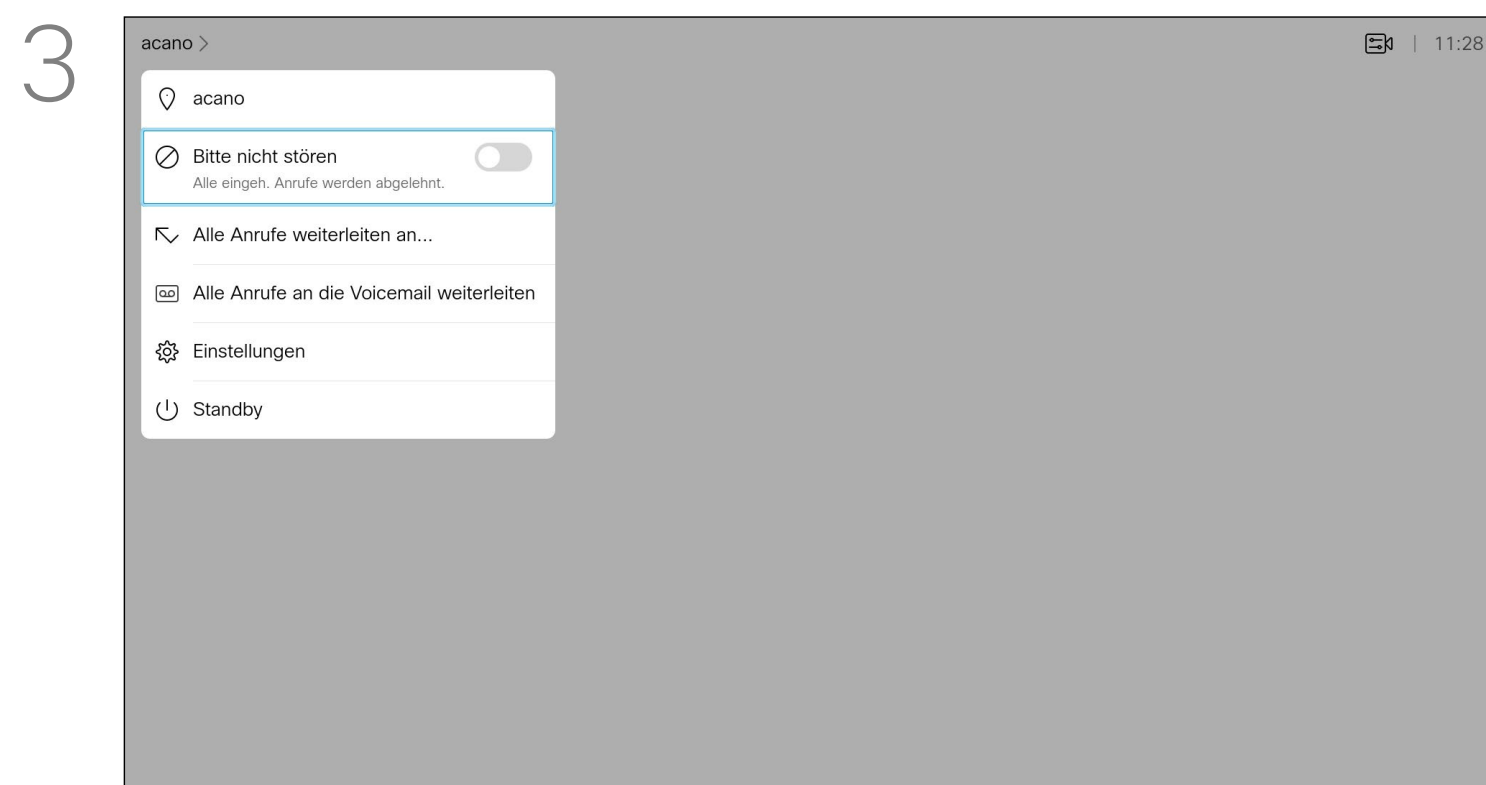 3
acano >
11:28
acano
Bitte nicht stören
Alle eingeh. Anrufe werden abgelehnt.
Alle Anrufe weiterleiten an...
Alle Anrufe an die Voicemail weiterleiten
Einstellungen
Standby